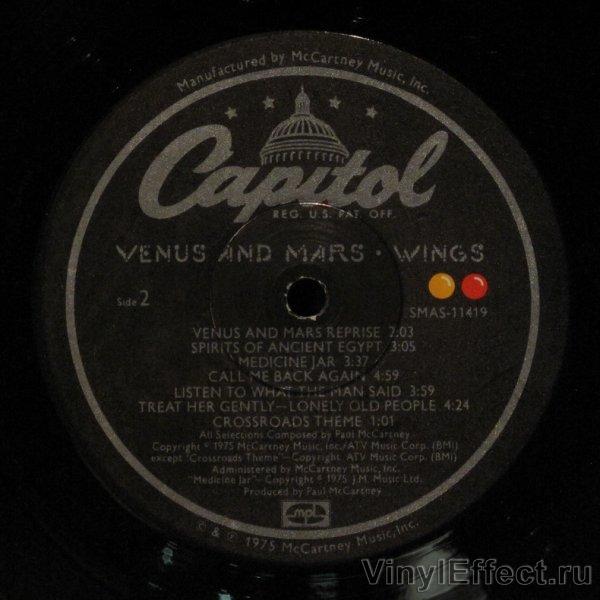 Manufactured by McCartney Music, Inc.
Capitol
REG. U.S. PAT. OFF.
VENUS AND MARS · WINGS
Side 2
SMAS-11419
VENUS AND MARS REPRISE 2:03
SPIRITS OF ANCIENT EGYPT 3:05
MEDICINE JAR 3:37
CALL ME BACK AGAIN 4:59
LISTEN TO WHAT THE MAN SAID 3:59
TREAT HER GENTLY—LONELY OLD PEOPLE 4:24
CROSSROADS THEME 1:01
All Selections Composed by Paul McCartney
Copyright © 1975 McCartney Music, Inc./ATV Music Corp. (BMI)
except "Crossroads Theme"—Copyright ATV Music Corp. (BMI)
Administered by McCartney Music, Inc.
"Medicine Jar"—Copyright © 1975 J.M. Music Ltd.
Produced by Paul McCartney
mpl
© & ℗ 1975 McCartney Music, Inc.
VinylEffect.ru